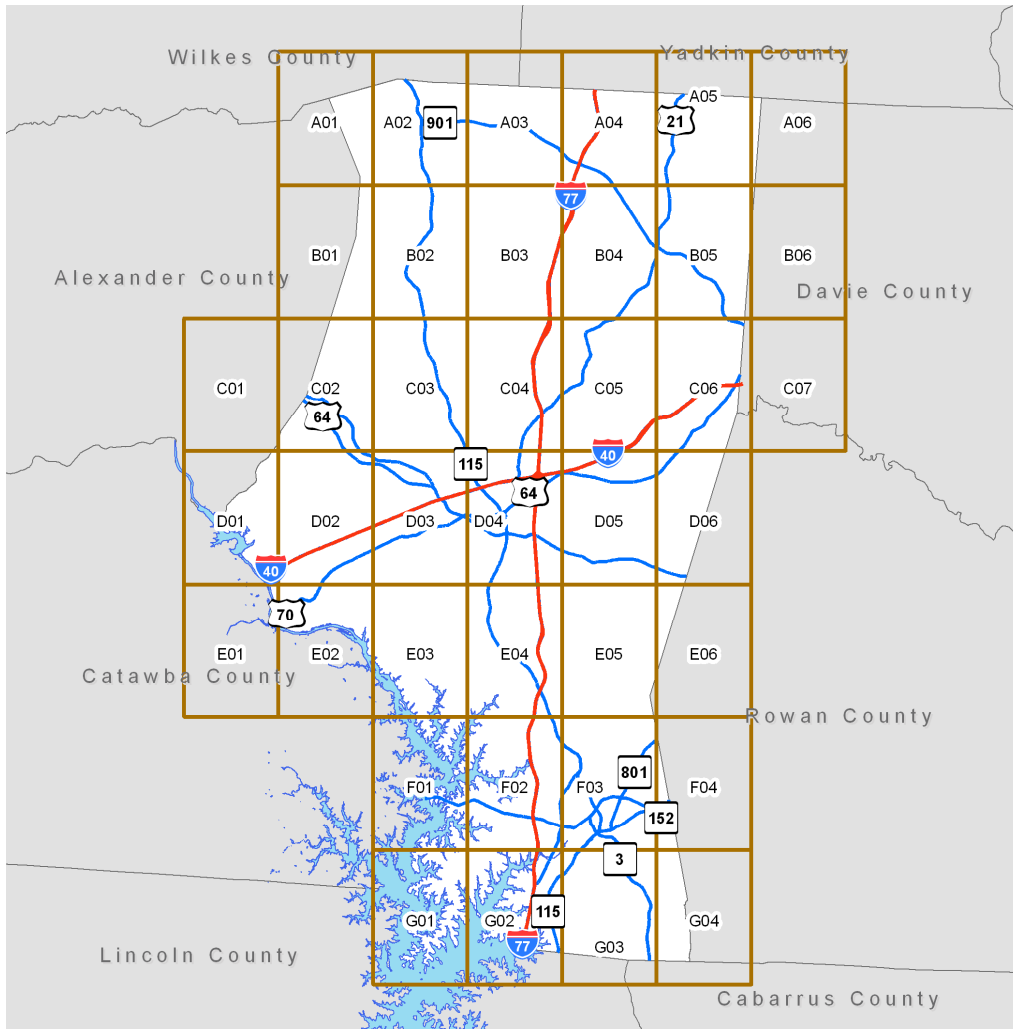 Wilkes County
Yadkin County
A05
A01
A02
901
A03
A04
21
A06
77
B01
B02
B03
B04
B05
B06
Alexander County
Davie County
C01
C02
C03
C04
C05
C06
C07
64
115
40
64
D01
D02
D03
D04
D05
D06
40
70
E01
E02
E03
E04
E05
E06
Catawba County
Rowan County
801
F01
F02
F03
F04
152
3
115
G01
G02
G03
G04
77
Lincoln County
Cabarrus County